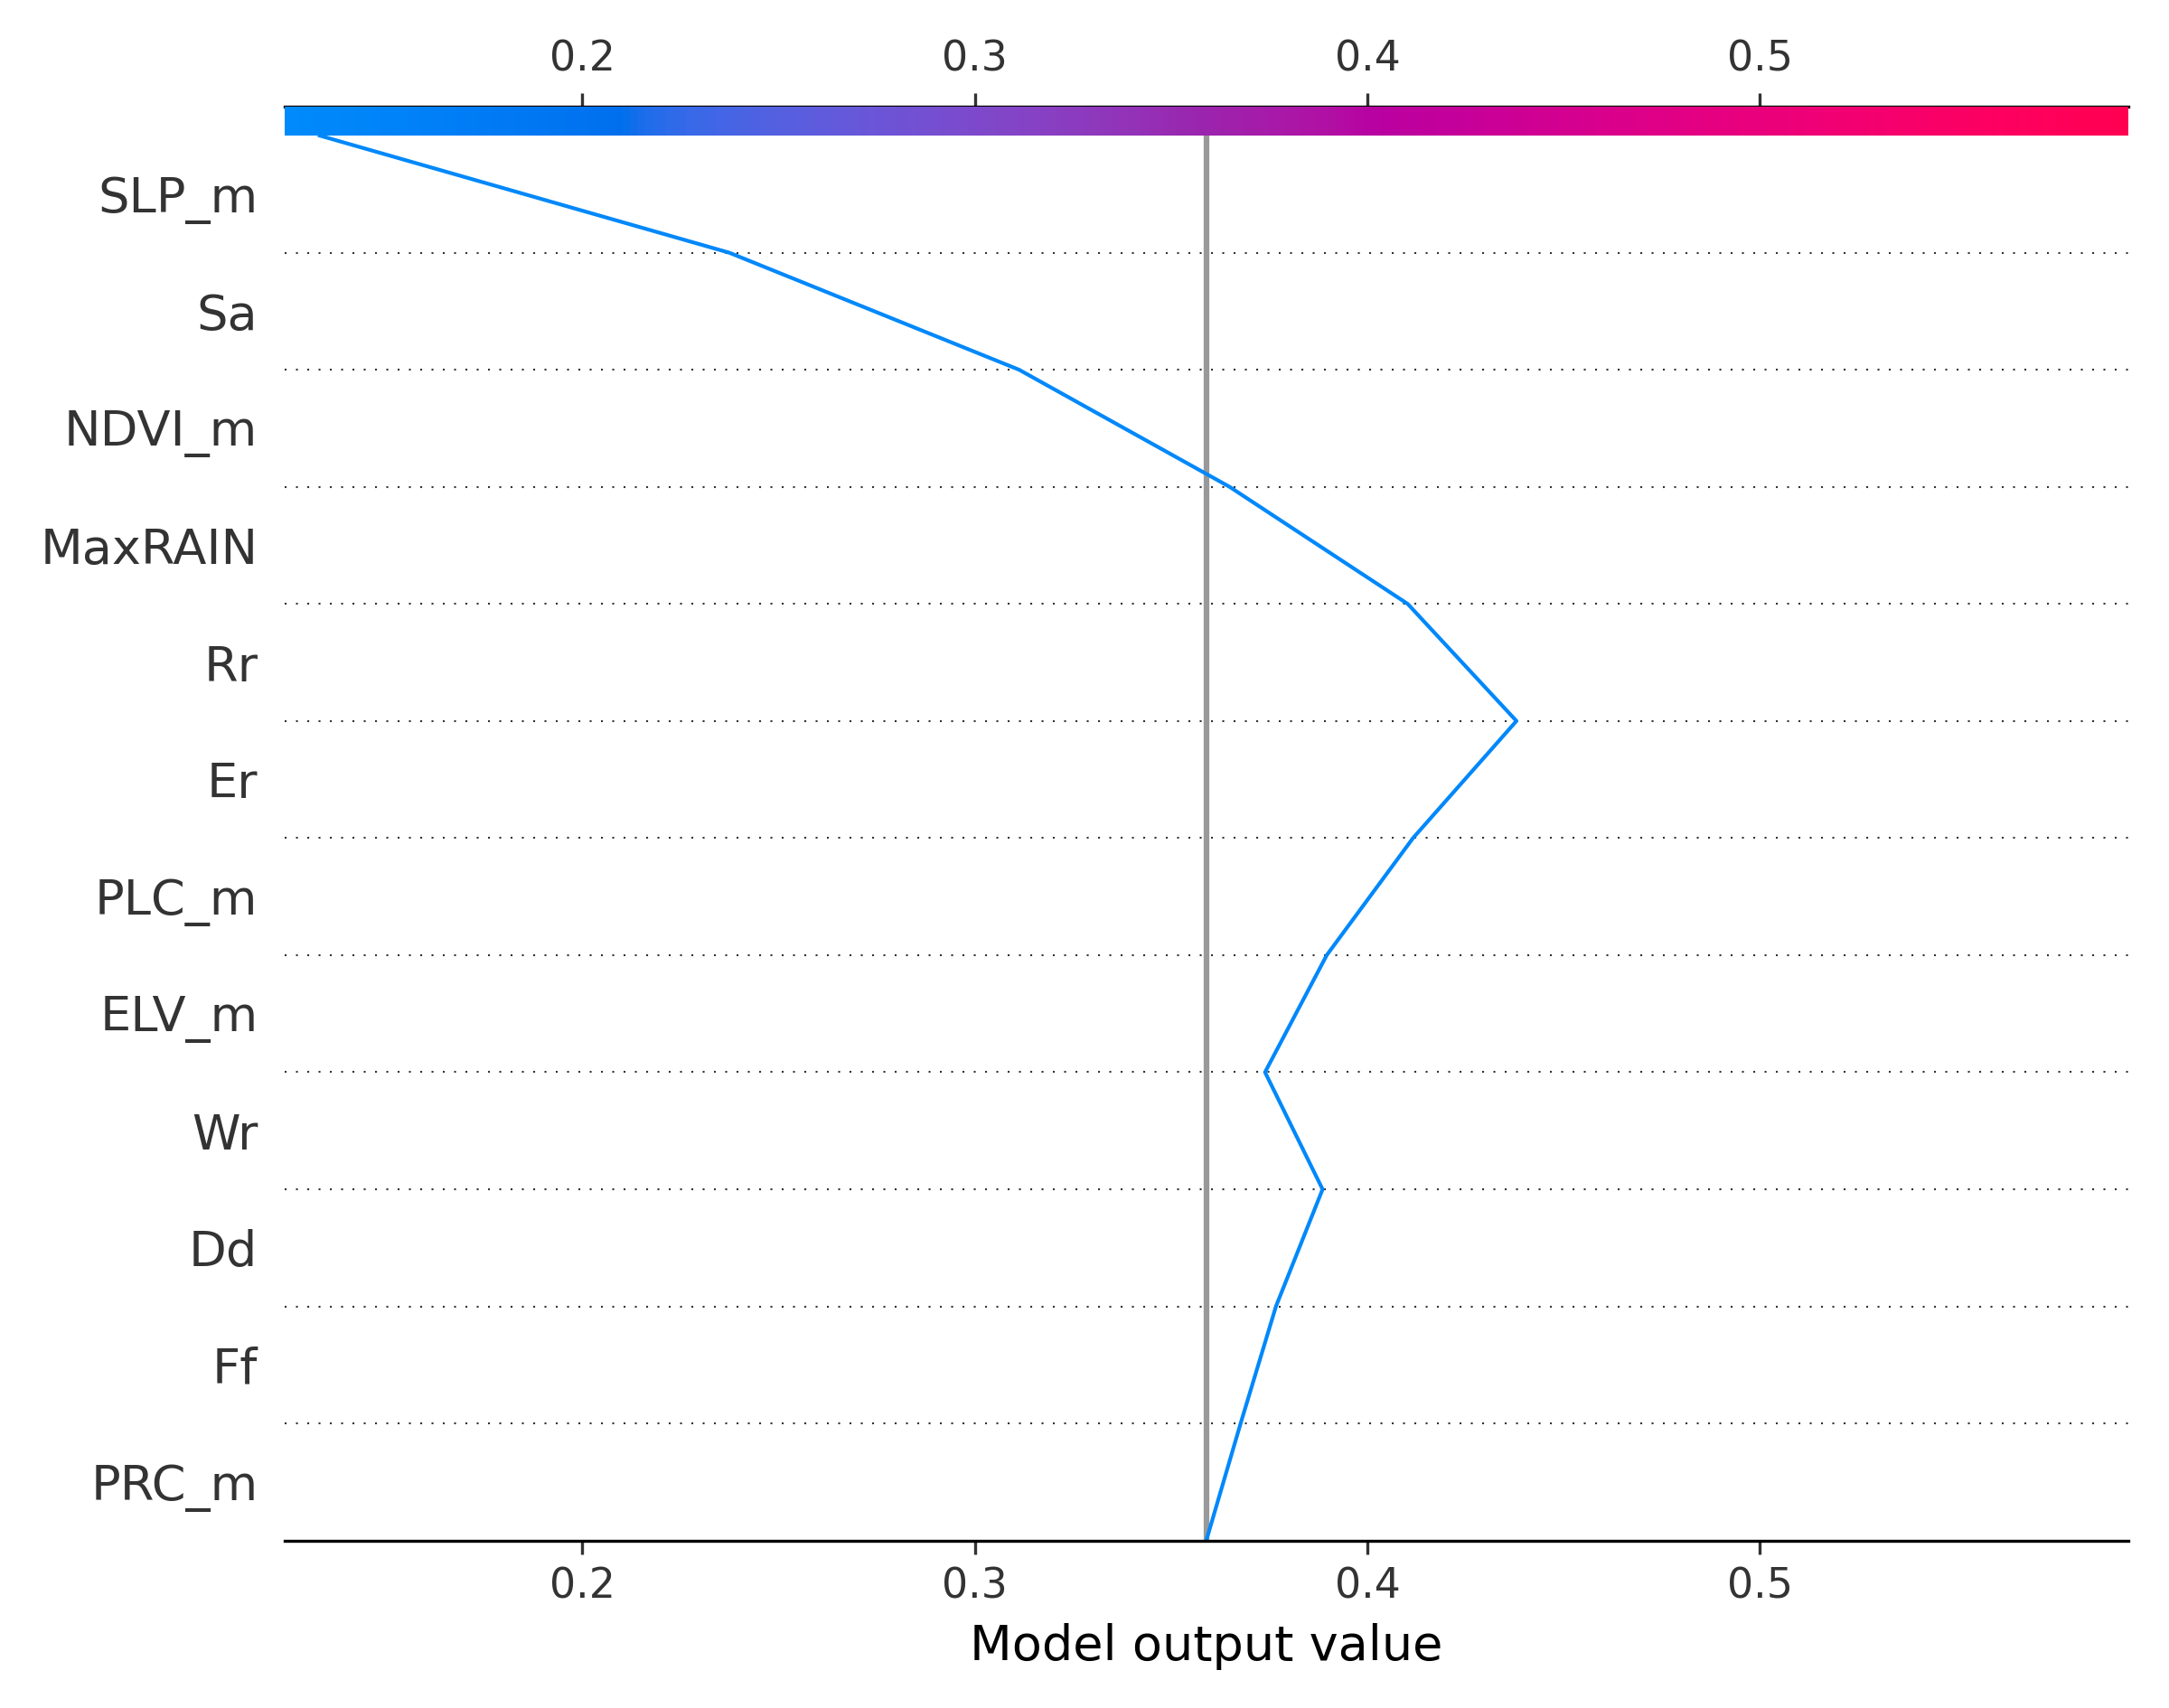 0.2 0.3 0.4 0.5
SLP_m
Sa
NDVI_m
MaxRAIN
Rr
Er
PLC_m
ELV_m
Wr
Dd
Ff
PRC_m
0.2 0.3 0.4 0.5
Model output value